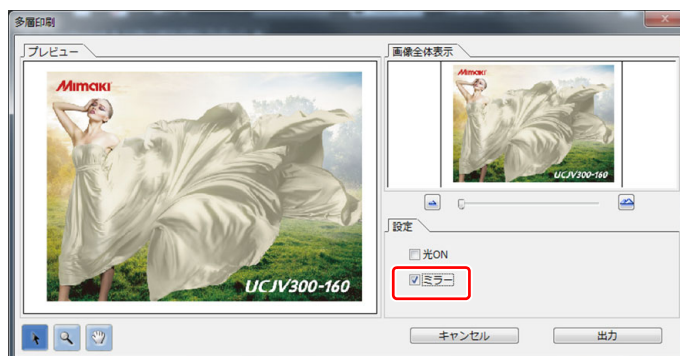 多層印刷
プレビュー
画像全体表示
Mimaki
UCJV300-160
Mimaki
UCJV300-160
設定
光ON
ミラー
キャンセル
出力